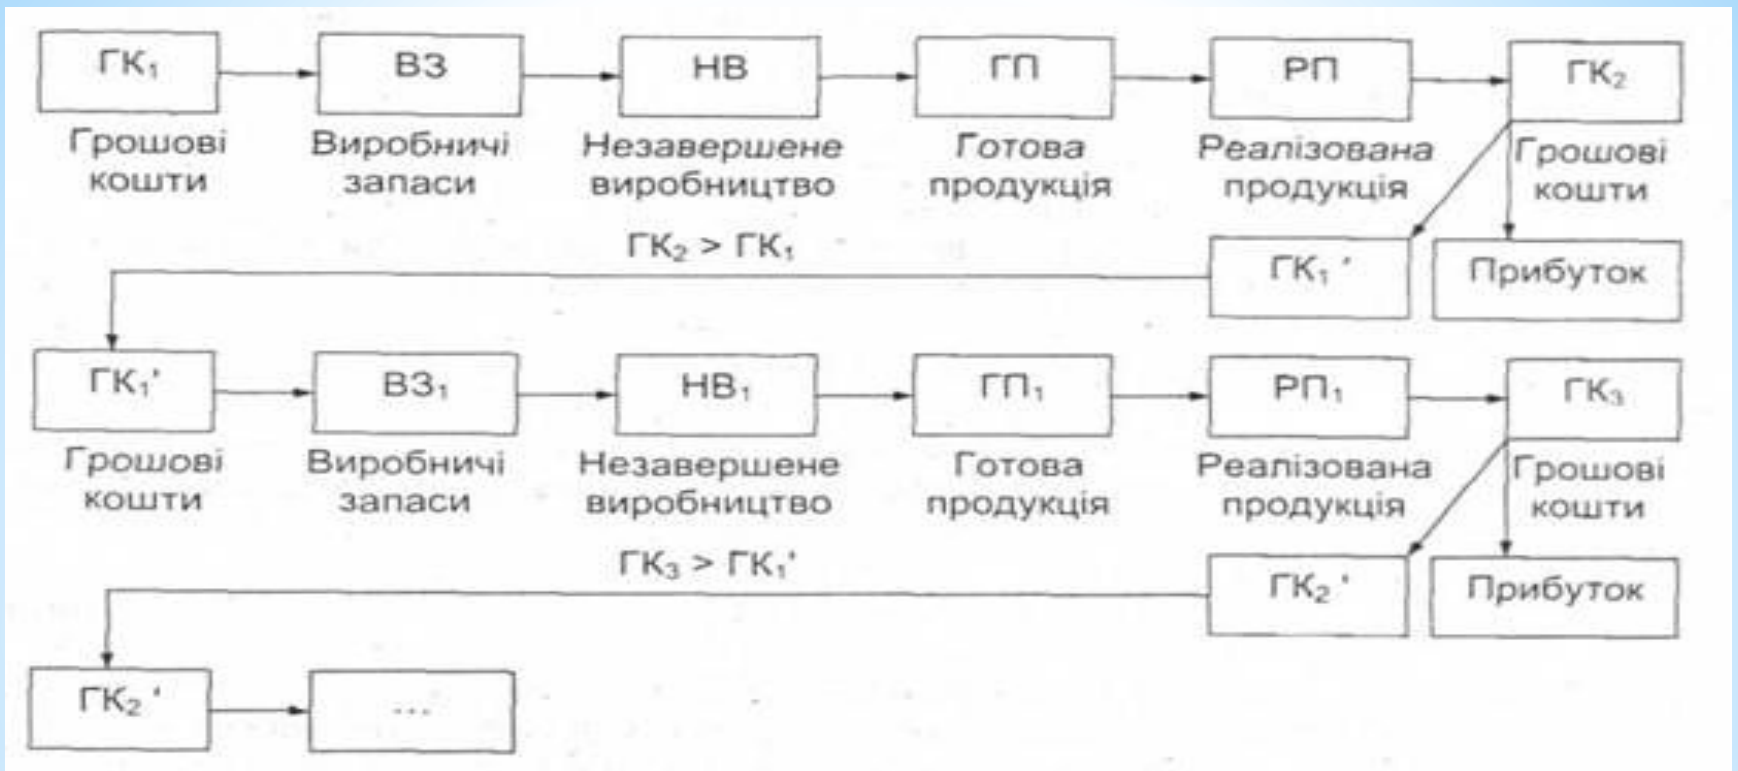 ГК₁ ВЗ НВ ГП РП ГК₂
Грошові Виробничі Незавершене Готова Реалізована Грошові
кошти запаси виробництво продукція продукція кошти
ГК₂ > ГК₁
ГК₁ ' Прибуток
ГК₁' ВЗ₁ НВ₁ ГП₁ РП₁ ГК₃
Грошові Виробничі Незавершене Готова Реалізована Грошові
кошти запаси виробництво продукція продукція кошти
ГК₃ > ГК₁'
ГК₂ ' Прибуток
ГК₂ ' ...